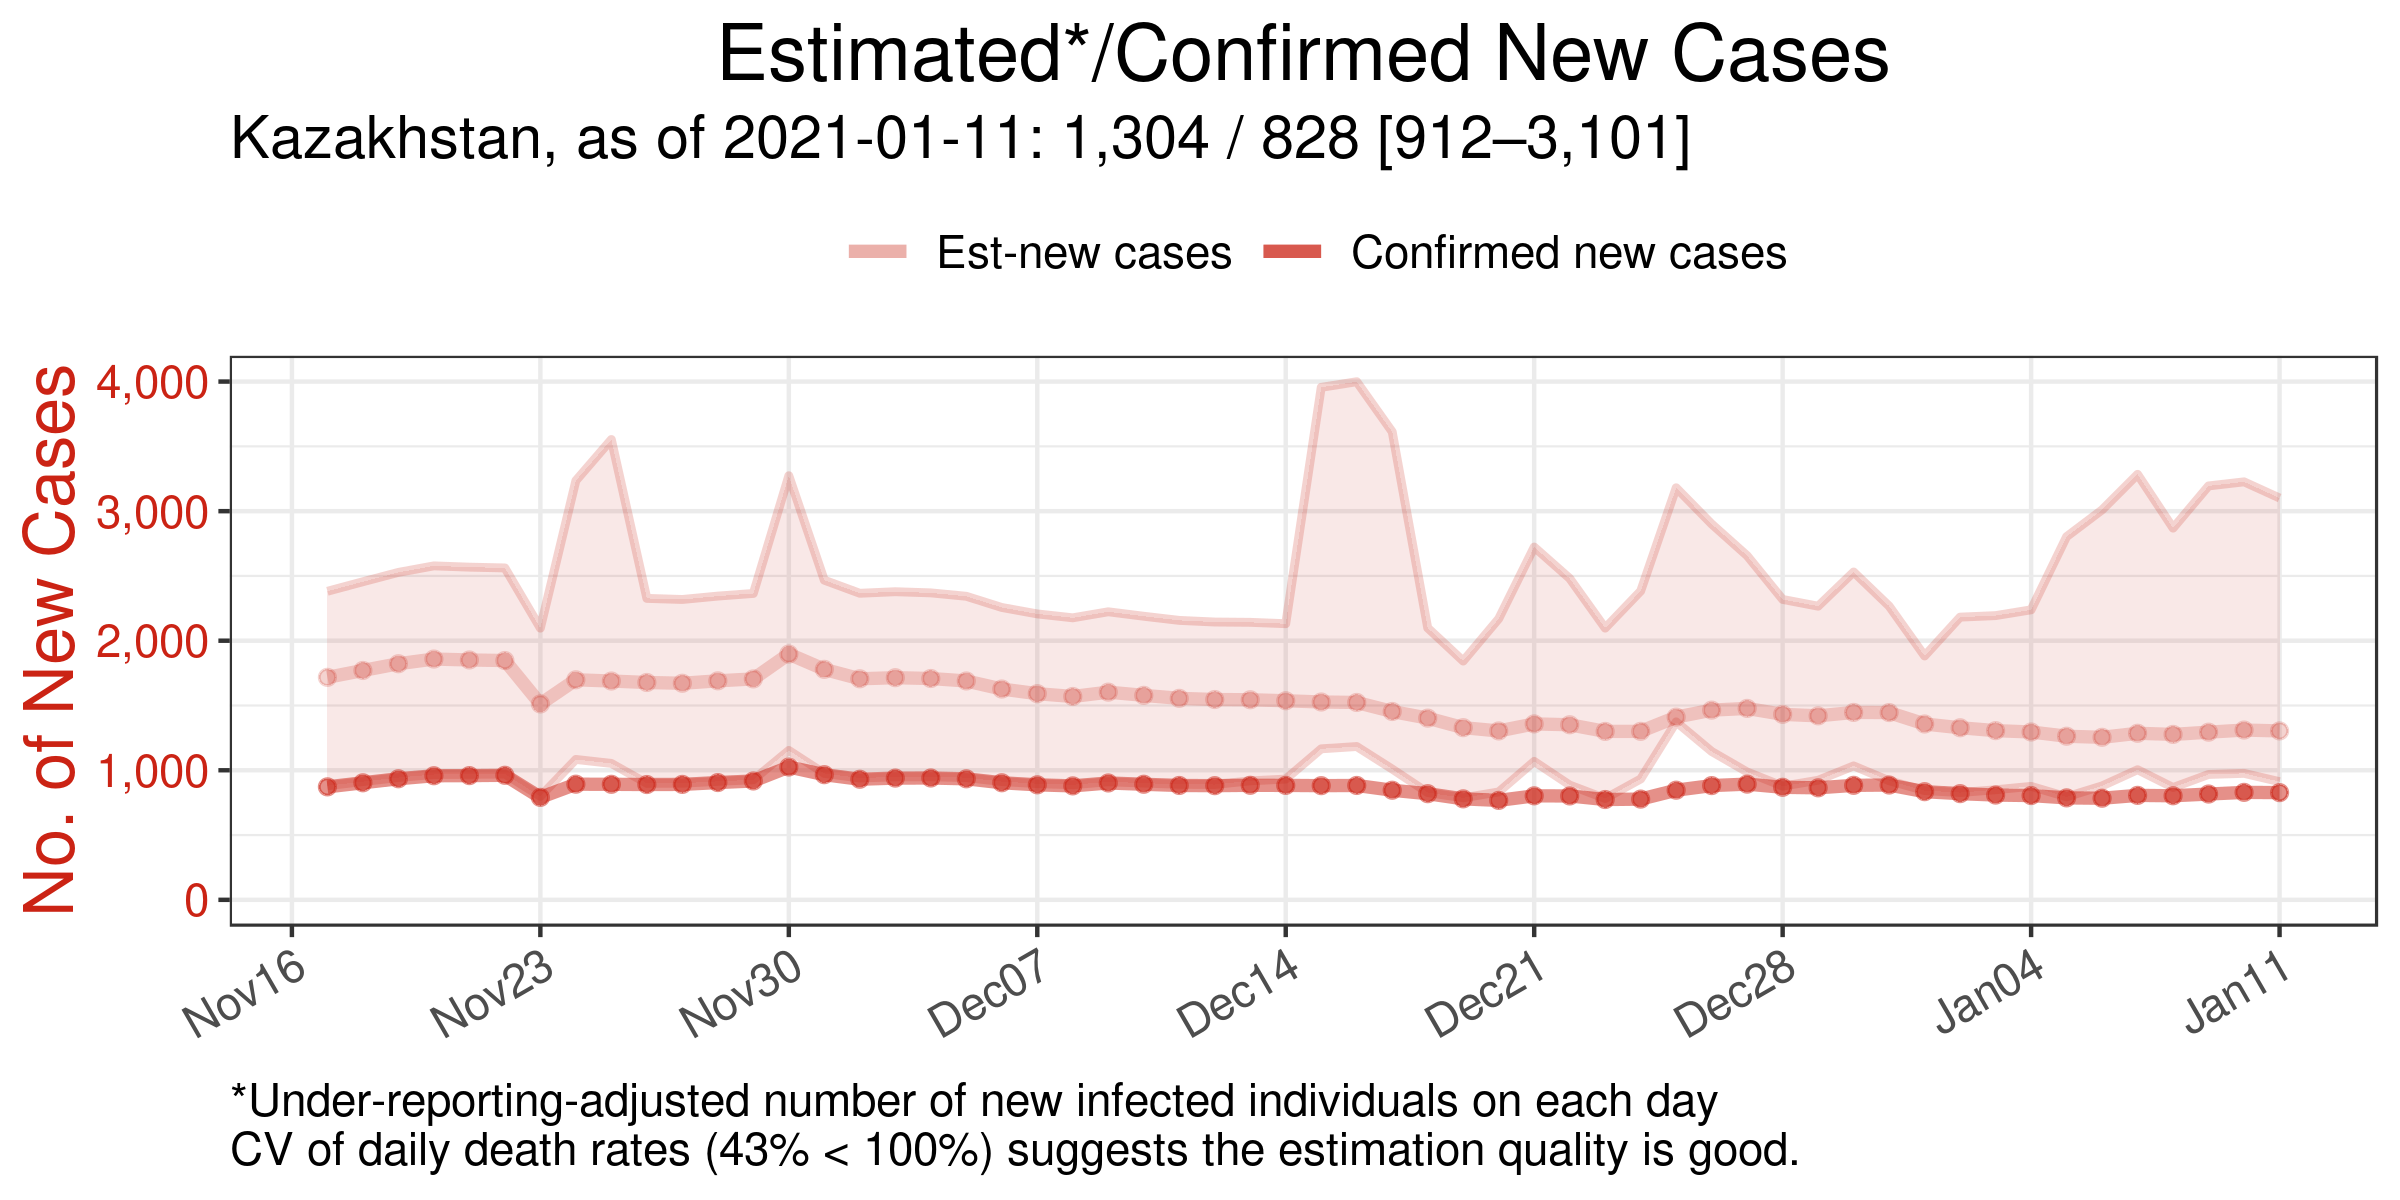 Estimated*/Confirmed New Cases
Kazakhstan, as of 2021-01-11: 1,304 / 828 [912–3,101]
Est-new cases Confirmed new cases
No. of New Cases
4,000
3,000
2,000
1,000
0
Nov16 Nov23 Nov30 Dec07 Dec14 Dec21 Dec28 Jan04 Jan11
*Under-reporting-adjusted number of new infected individuals on each day
CV of daily death rates (43% < 100%) suggests the estimation quality is good.